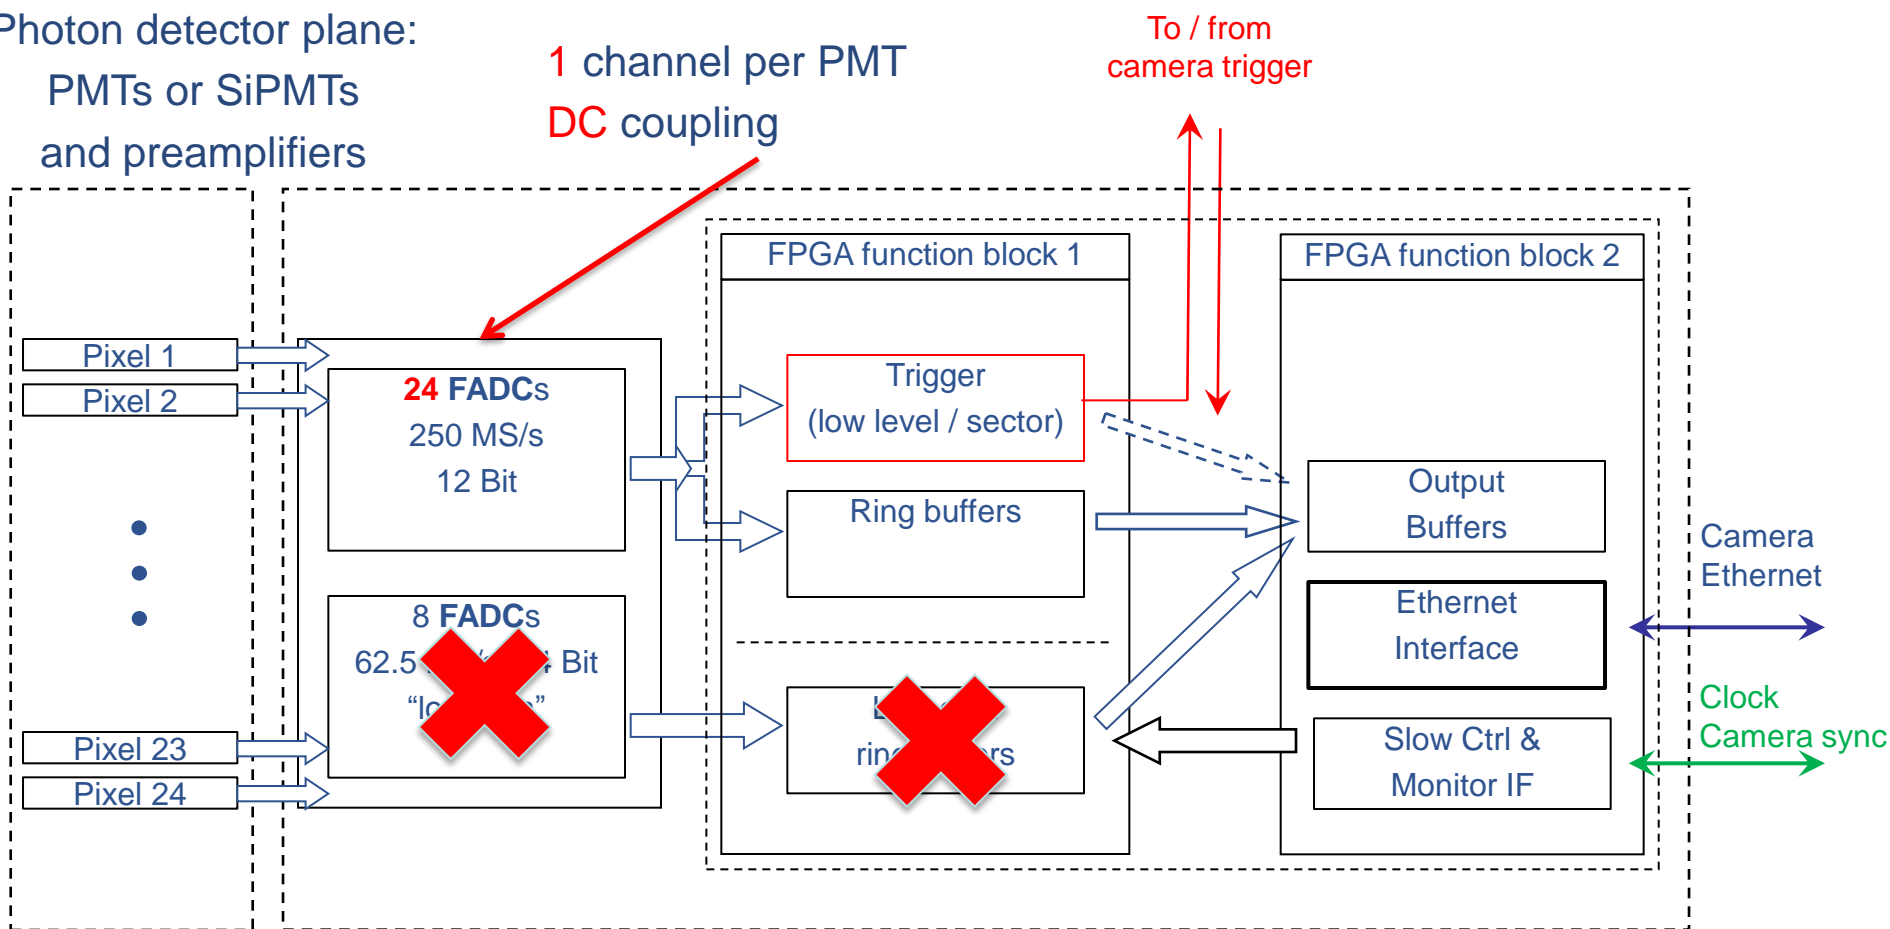 Photon detector plane:
PMTs or SiPMTs
and preamplifiers
1 channel per PMT
DC coupling
To / from
camera trigger
FPGA function block 1
FPGA function block 2
Pixel 1
Pixel 2
Pixel 23
Pixel 24
24 FADCs
250 MS/s
12 Bit
8 FADCs
62.5 Bit
Trigger
(low level / sector)
Ring buffers
Output
Buffers
Ethernet
Interface
Slow Ctrl &
Monitor IF
Camera
Ethernet
Clock
Camera sync